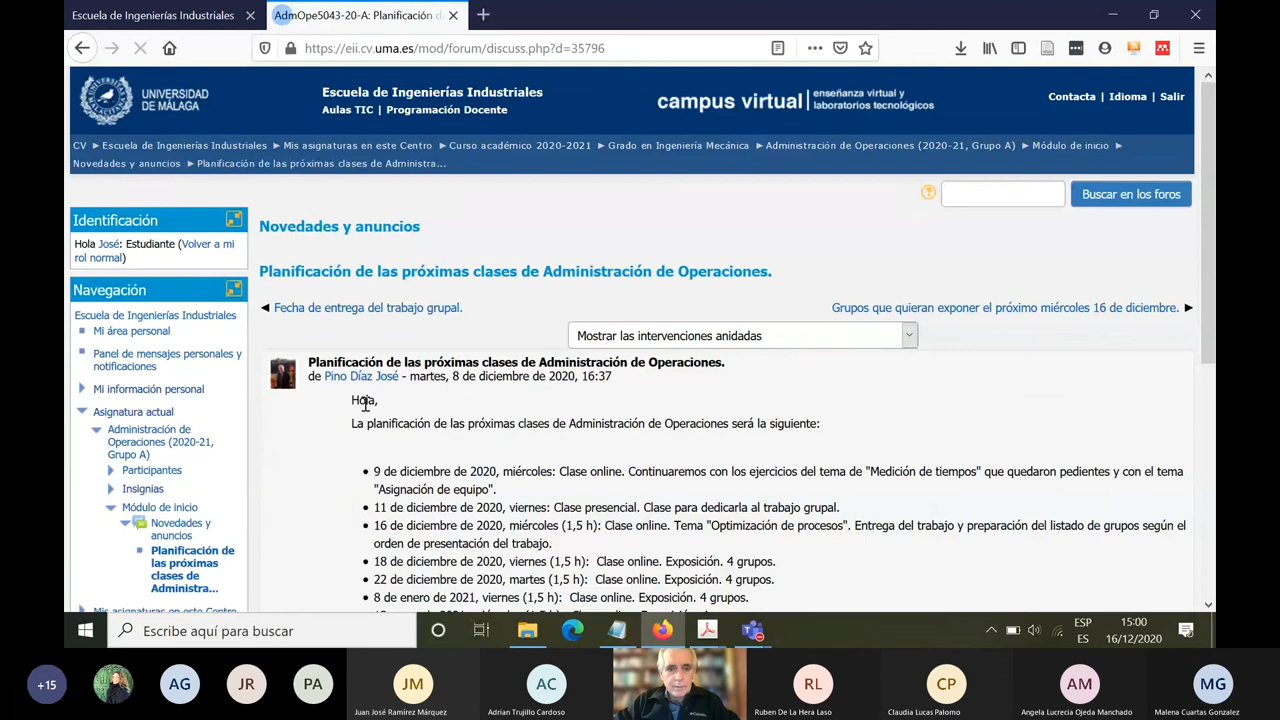 Escuela de Ingenierías Industriales
AdmOpe5043-20-A: Planificación d
https://eii.cv.uma.es/mod/forum/discuss.php?d=35796
UNIVERSIDAD
DE MÁLAGA
Escuela de Ingenierías Industriales
Aulas TIC | Programación Docente
campus virtual
enseñanza virtual y
laboratorios tecnológicos
Contacta | Idioma | Salir
CV ► Escuela de Ingenierías Industriales ► Mis asignaturas en este Centro ► Curso académico 2020-2021 ► Grado en Ingeniería Mecánica ► Administración de Operaciones (2020-21, Grupo A) ► Módulo de inicio ►
Novedades y anuncios ► Planificación de las próximas clases de Administra...
Buscar en los foros
Identificación
Hola José: Estudiante (Volver a mi
rol normal)
Navegación
Escuela de Ingenierías Industriales
Mi área personal
Panel de mensajes personales y
notificaciones
Mi información personal
Asignatura actual
Administración de
Operaciones (2020-21,
Grupo A)
Participantes
Insignias
Módulo de inicio
Novedades y
anuncios
Planificación de
las próximas
clases de
Administra...
Mis asignaturas en este Centro
Novedades y anuncios
Planificación de las próximas clases de Administración de Operaciones.
◄ Fecha de entrega del trabajo grupal.
Grupos que quieran exponer el próximo miércoles 16 de diciembre. ►
Mostrar las intervenciones anidadas
Planificación de las próximas clases de Administración de Operaciones.
de Pino Díaz José - martes, 8 de diciembre de 2020, 16:37
Hola,
La planificación de las próximas clases de Administración de Operaciones será la siguiente:
• 9 de diciembre de 2020, miércoles: Clase online. Continuaremos con los ejercicios del tema de "Medición de tiempos" que quedaron pedientes y con el tema
"Asignación de equipo".
• 11 de diciembre de 2020, viernes: Clase presencial. Clase para dedicarla al trabajo grupal.
• 16 de diciembre de 2020, miércoles (1,5 h): Clase online. Tema "Optimización de procesos". Entrega del trabajo y preparación del listado de grupos según el
orden de presentación del trabajo.
• 18 de diciembre de 2020, viernes (1,5 h): Clase online. Exposición. 4 grupos.
• 22 de diciembre de 2020, martes (1,5 h): Clase online. Exposición. 4 grupos.
• 8 de enero de 2021, viernes (1,5 h): Clase online. Exposición. 4 grupos.
Escribe aquí para buscar
ESP
ES
15:00
16/12/2020
+15
AG
JR
PA
JM
AC
RL
CP
AM
MG
Juan José Ramírez Márquez
Adrian Trujillo Cardoso
Ruben De La Hera Laso
Claudia Lucas Palomo
Angela Lucrecia Ojeda Manchado
Malena Cuartas Gonzalez